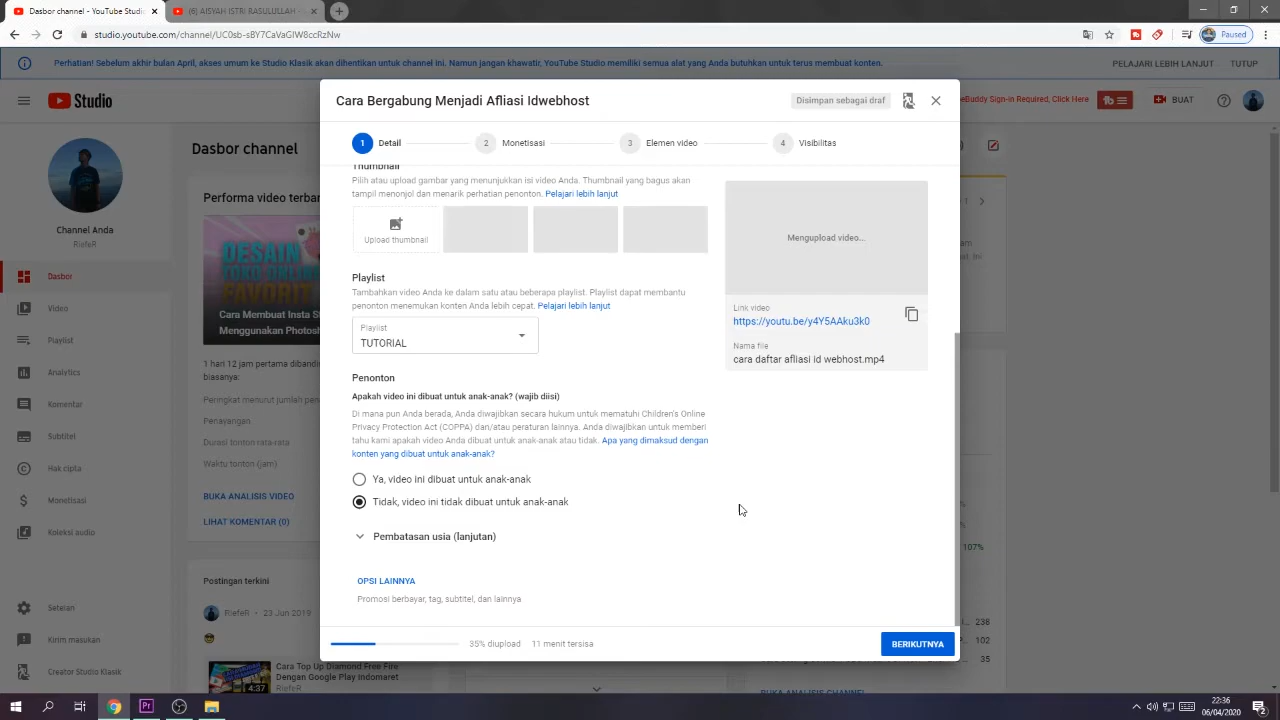 Dashboard channel - YouTube Studio
(6) AISYAH ISTRI RASULULLAH -
studio.youtube.com/channel/UC0sb-s8Y7CaVaGIW8ccRzNw
Paused
Perhatian! Sebelum akhir bulan April, akses umum ke Studio Klasik akan dihentikan untuk channel ini. Namun jangan khawatir, YouTube Studio memiliki semua alat yang Anda butuhkan untuk terus membuat konten.
PELAJARI LEBIH LANJUT
TUTUP
Studio
Cara Bergabung Menjadi Afliasi Idwebhost
Disimpan sebagai draf
eBuddy Sign-in Required, Click Here
BUAT
1 Detail
2 Monetisasi
3 Elemen video
4 Visibilitas
Dasbor channel
Channel Anda
RiefeR
Dasbor
Video
Playlist
Analytics
Komentar
Subtitel
Hak cipta
Monetisasi
Koleksi audio
Setelan
Kirim masukan
Creator Studio Klasik
Performa video terbar
DESAIN
TOKO ONLINE
FAVORIT
Cara Membuat Insta S
Menggunakan Photosh
1 hari 12 jam pertama dibandin
biasanya:
Peringkat menurut jumlah penay
Penayangan
Durasi tonton rata-rata
Waktu tonton (jam)
BUKA ANALISIS VIDEO
LIHAT KOMENTAR (0)
Postingan terkini
RiefeR • 23 Jun 2019
Cara Top Up Diamond Free Fire
Dengan Google Play Indomaret
RiefeR
4:37
Thumbnail
Pilih atau upload gambar yang menunjukkan isi video Anda. Thumbnail yang bagus akan
tampil menonjol dan menarik perhatian penonton. Pelajari lebih lanjut
Upload thumbnail
Playlist
Tambahkan video Anda ke dalam satu atau beberapa playlist. Playlist dapat membantu
penonton menemukan konten Anda lebih cepat. Pelajari lebih lanjut
Playlist
TUTORIAL
Penonton
Apakah video ini dibuat untuk anak-anak? (wajib diisi)
Di mana pun Anda berada, Anda diwajibkan secara hukum untuk mematuhi Children's Online
Privacy Protection Act (COPPA) dan/atau peraturan lainnya. Anda diwajibkan untuk memberi
tahu kami apakah video Anda dibuat untuk anak-anak atau tidak. Apa yang dimaksud dengan
konten yang dibuat untuk anak-anak?
Ya, video ini dibuat untuk anak-anak
Tidak, video ini tidak dibuat untuk anak-anak
Pembatasan usia (lanjutan)
OPSI LAINNYA
Promosi berbayar, tag, subtitel, dan lainnya
Mengupload video...
Link video
https://youtu.be/y4Y5AAku3k0
Nama file
cara daftar afliasi id webhost.mp4
35% diupload
11 menit tersisa
BERIKUTNYA
107%
238
102
35
22:36
06/04/2020